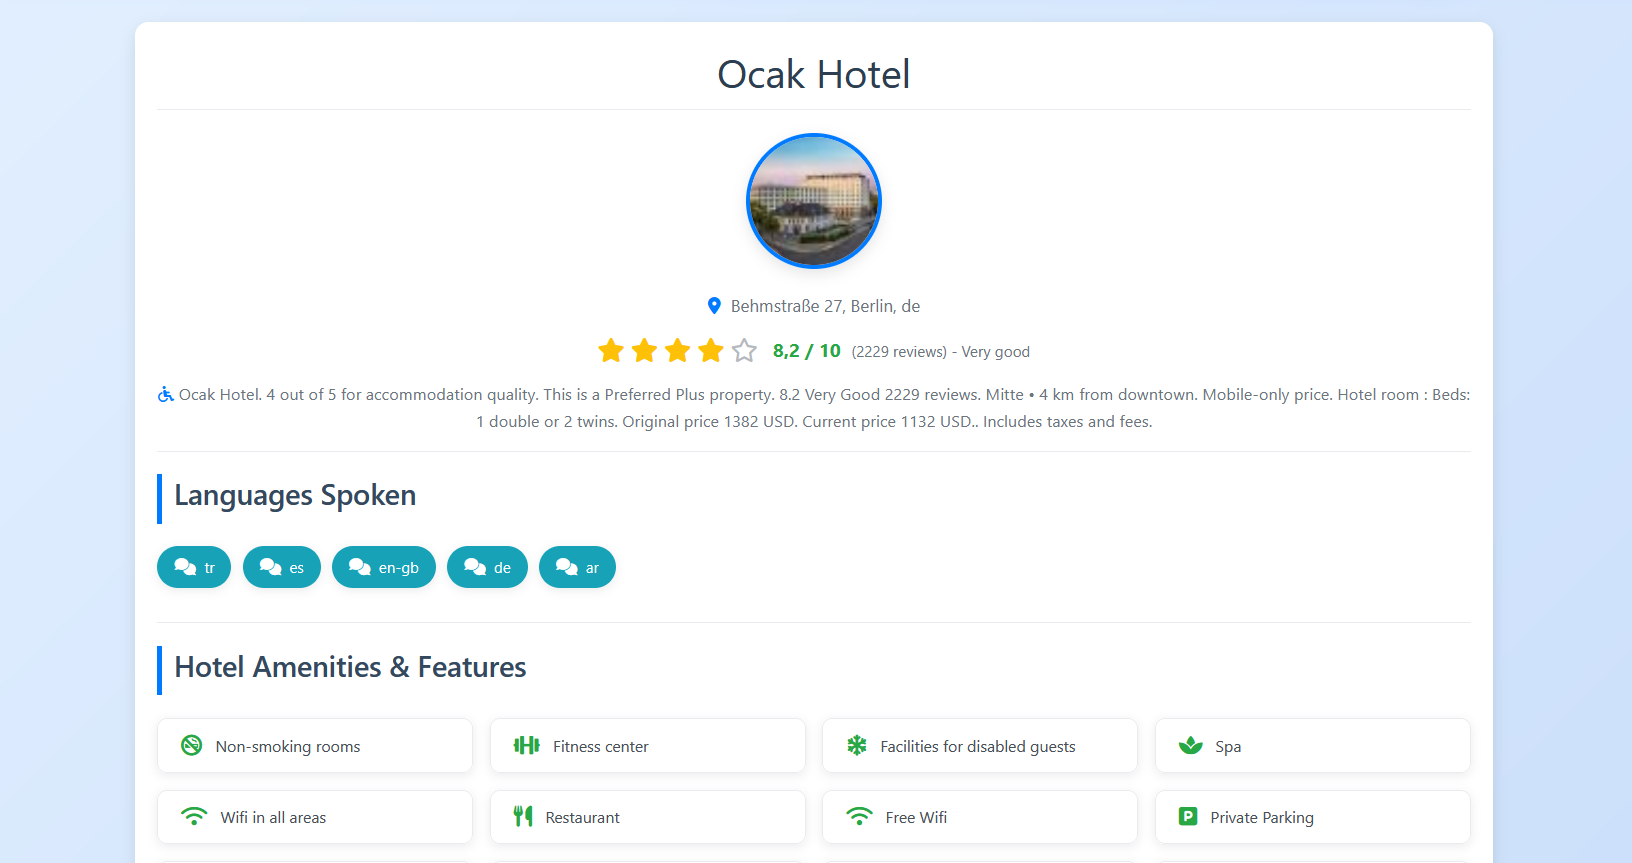 Ocak Hotel
Behmstraße 27, Berlin, de
8,2 / 10 (2229 reviews) - Very good
Ocak Hotel. 4 out of 5 for accommodation quality. This is a Preferred Plus property. 8.2 Very Good 2229 reviews. Mitte • 4 km from downtown. Mobile-only price. Hotel room : Beds:
1 double or 2 twins. Original price 1382 USD. Current price 1132 USD.. Includes taxes and fees.
Languages Spoken
tr es en-gb de ar
Hotel Amenities & Features
Non-smoking rooms Fitness center Facilities for disabled guests Spa
Wifi in all areas Restaurant Free Wifi Private Parking